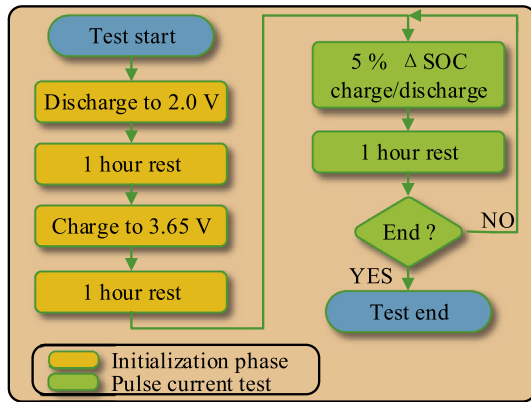 Test start
Discharge to 2.0 V
1 hour rest
Charge to 3.65 V
1 hour rest
5 % Δ SOC
charge/discharge
1 hour rest
End ?
NO
YES
Test end
Initialization phase
Pulse current test